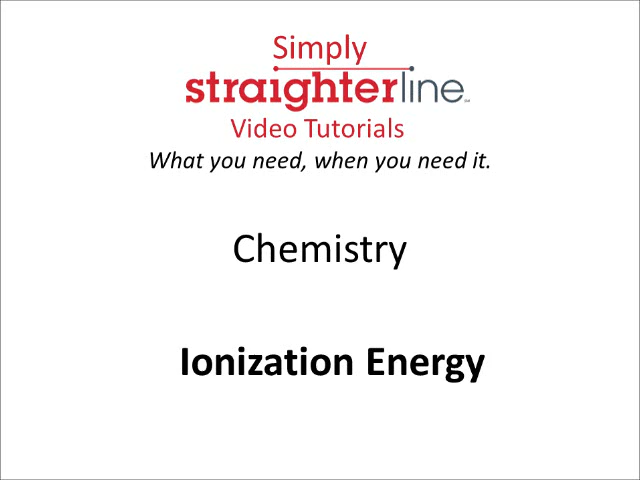 Simply
straighterline
Video Tutorials
What you need, when you need it.
Chemistry
Ionization Energy